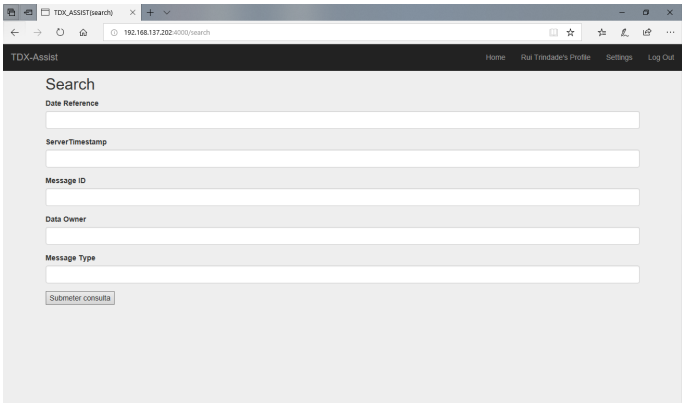 TDX_ASSIST(search)
192.168.137.202:4000/search
TDX-Assist Home Rui Trindade's Profile Settings Log Out
Search
Date Reference
ServerTimestamp
Message ID
Data Owner
Message Type
Submeter consulta